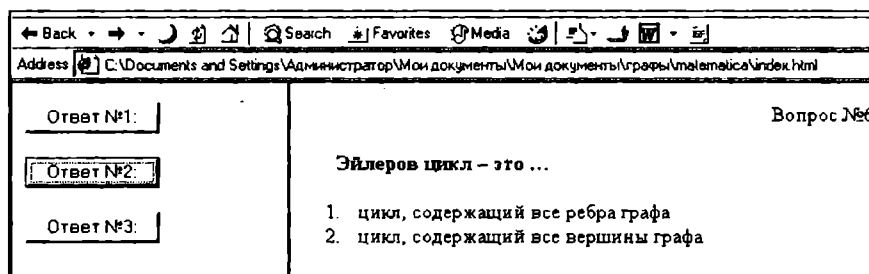 Back Search Favorites Media
Address C:\Documents and Settings\Администратор\Мои документы\Мои документы\графы\matematica\index.html
Ответ №1:
Вопрос №6
Ответ №2:
Эйлеров цикл – это ...
1. цикл, содержащий все ребра графа
Ответ №3:
2. цикл, содержащий все вершины графа